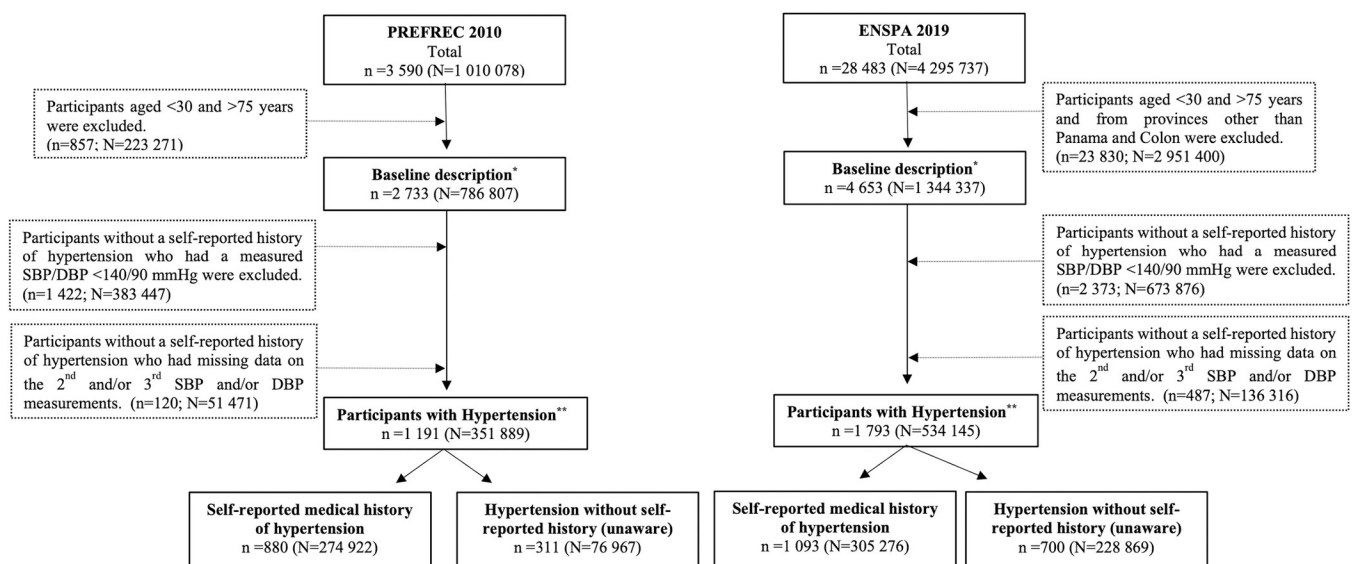 PREFREC 2010
Total
n =3 590 (N=1 010 078)
Participants aged <30 and >75 years
were excluded.
(n=857; N=223 271)
Baseline description*
n =2 733 (N=786 807)
Participants without a self-reported history
of hypertension who had a measured
SBP/DBP <140/90 mmHg were excluded.
(n=1 422; N=383 447)
Participants without a self-reported history
of hypertension who had missing data on
the 2nd and/or 3rd SBP and/or DBP
measurements. (n=120; N=51 471)
Participants with Hypertension**
n =1 191 (N=351 889)
Self-reported medical history
of hypertension
n =880 (N=274 922)
Hypertension without self-
reported history (unaware)
n =311 (N=76 967)
ENSPA 2019
Total
n =28 483 (N=4 295 737)
Participants aged <30 and >75 years
and from provinces other than
Panama and Colon were excluded.
(n=23 830; N=2 951 400)
Baseline description*
n =4 653 (N=1 344 337)
Participants without a self-reported history
of hypertension who had a measured
SBP/DBP <140/90 mmHg were excluded.
(n=2 373; N=673 876)
Participants without a self-reported history
of hypertension who had missing data on
the 2nd and/or 3rd SBP and/or DBP
measurements. (n=487; N=136 316)
Participants with Hypertension**
n =1 793 (N=534 145)
Self-reported medical history
of hypertension
n =1 093 (N=305 276)
Hypertension without self-
reported history (unaware)
n =700 (N=228 869)